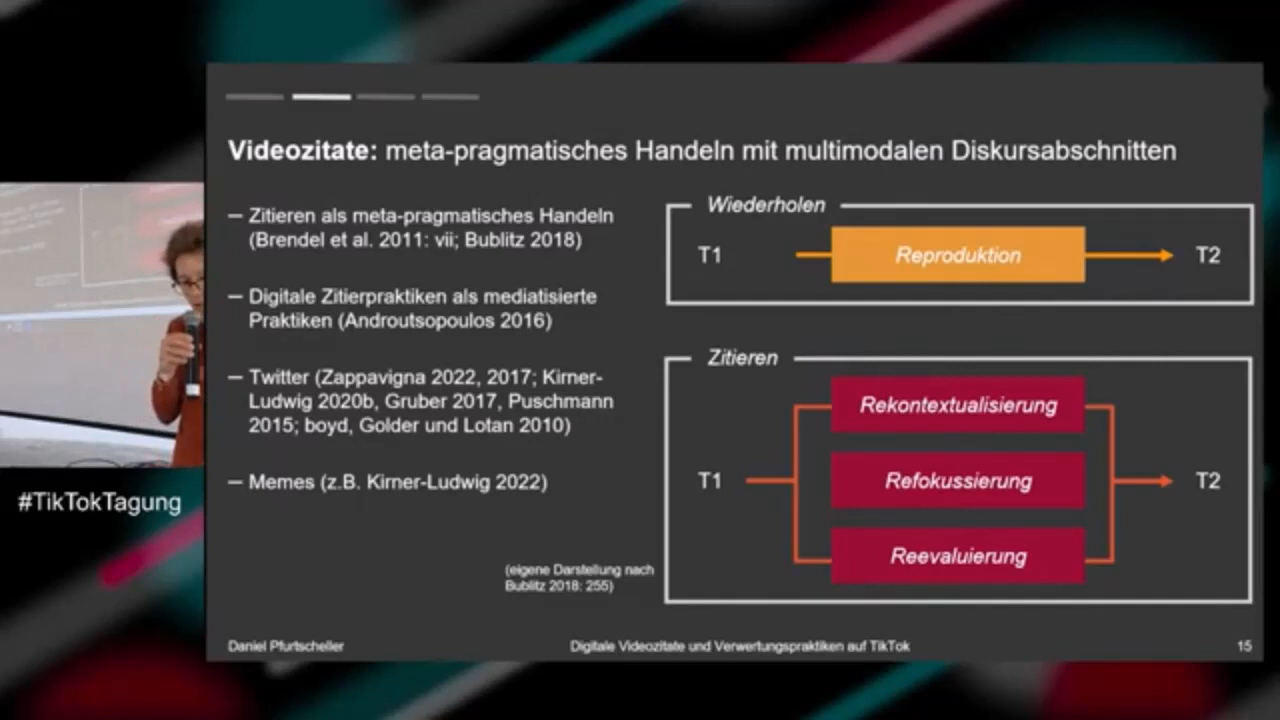 Videozitate: meta-pragmatisches Handeln mit multimodalen Diskursabschnitten
– Zitieren als meta-pragmatisches Handeln
(Brendel et al. 2011: vii; Bublitz 2018)
– Digitale Zitierpraktiken als mediatisierte
Praktiken (Androutsopoulos 2016)
– Twitter (Zappavigna 2022, 2017; Kirner-
Ludwig 2020b, Gruber 2017, Puschmann
2015; boyd, Golder und Lotan 2010)
– Memes (z.B. Kirner-Ludwig 2022)
(eigene Darstellung nach
Bublitz 2018: 255)
Wiederholen
T1
Reproduktion
T2
Zitieren
Rekontextualisierung
T1
Refokussierung
T2
Reevaluierung
#TikTokTagung
Daniel Pfurtscheller
Digitale Videozitate und Verwertungspraktiken auf TikTok
15